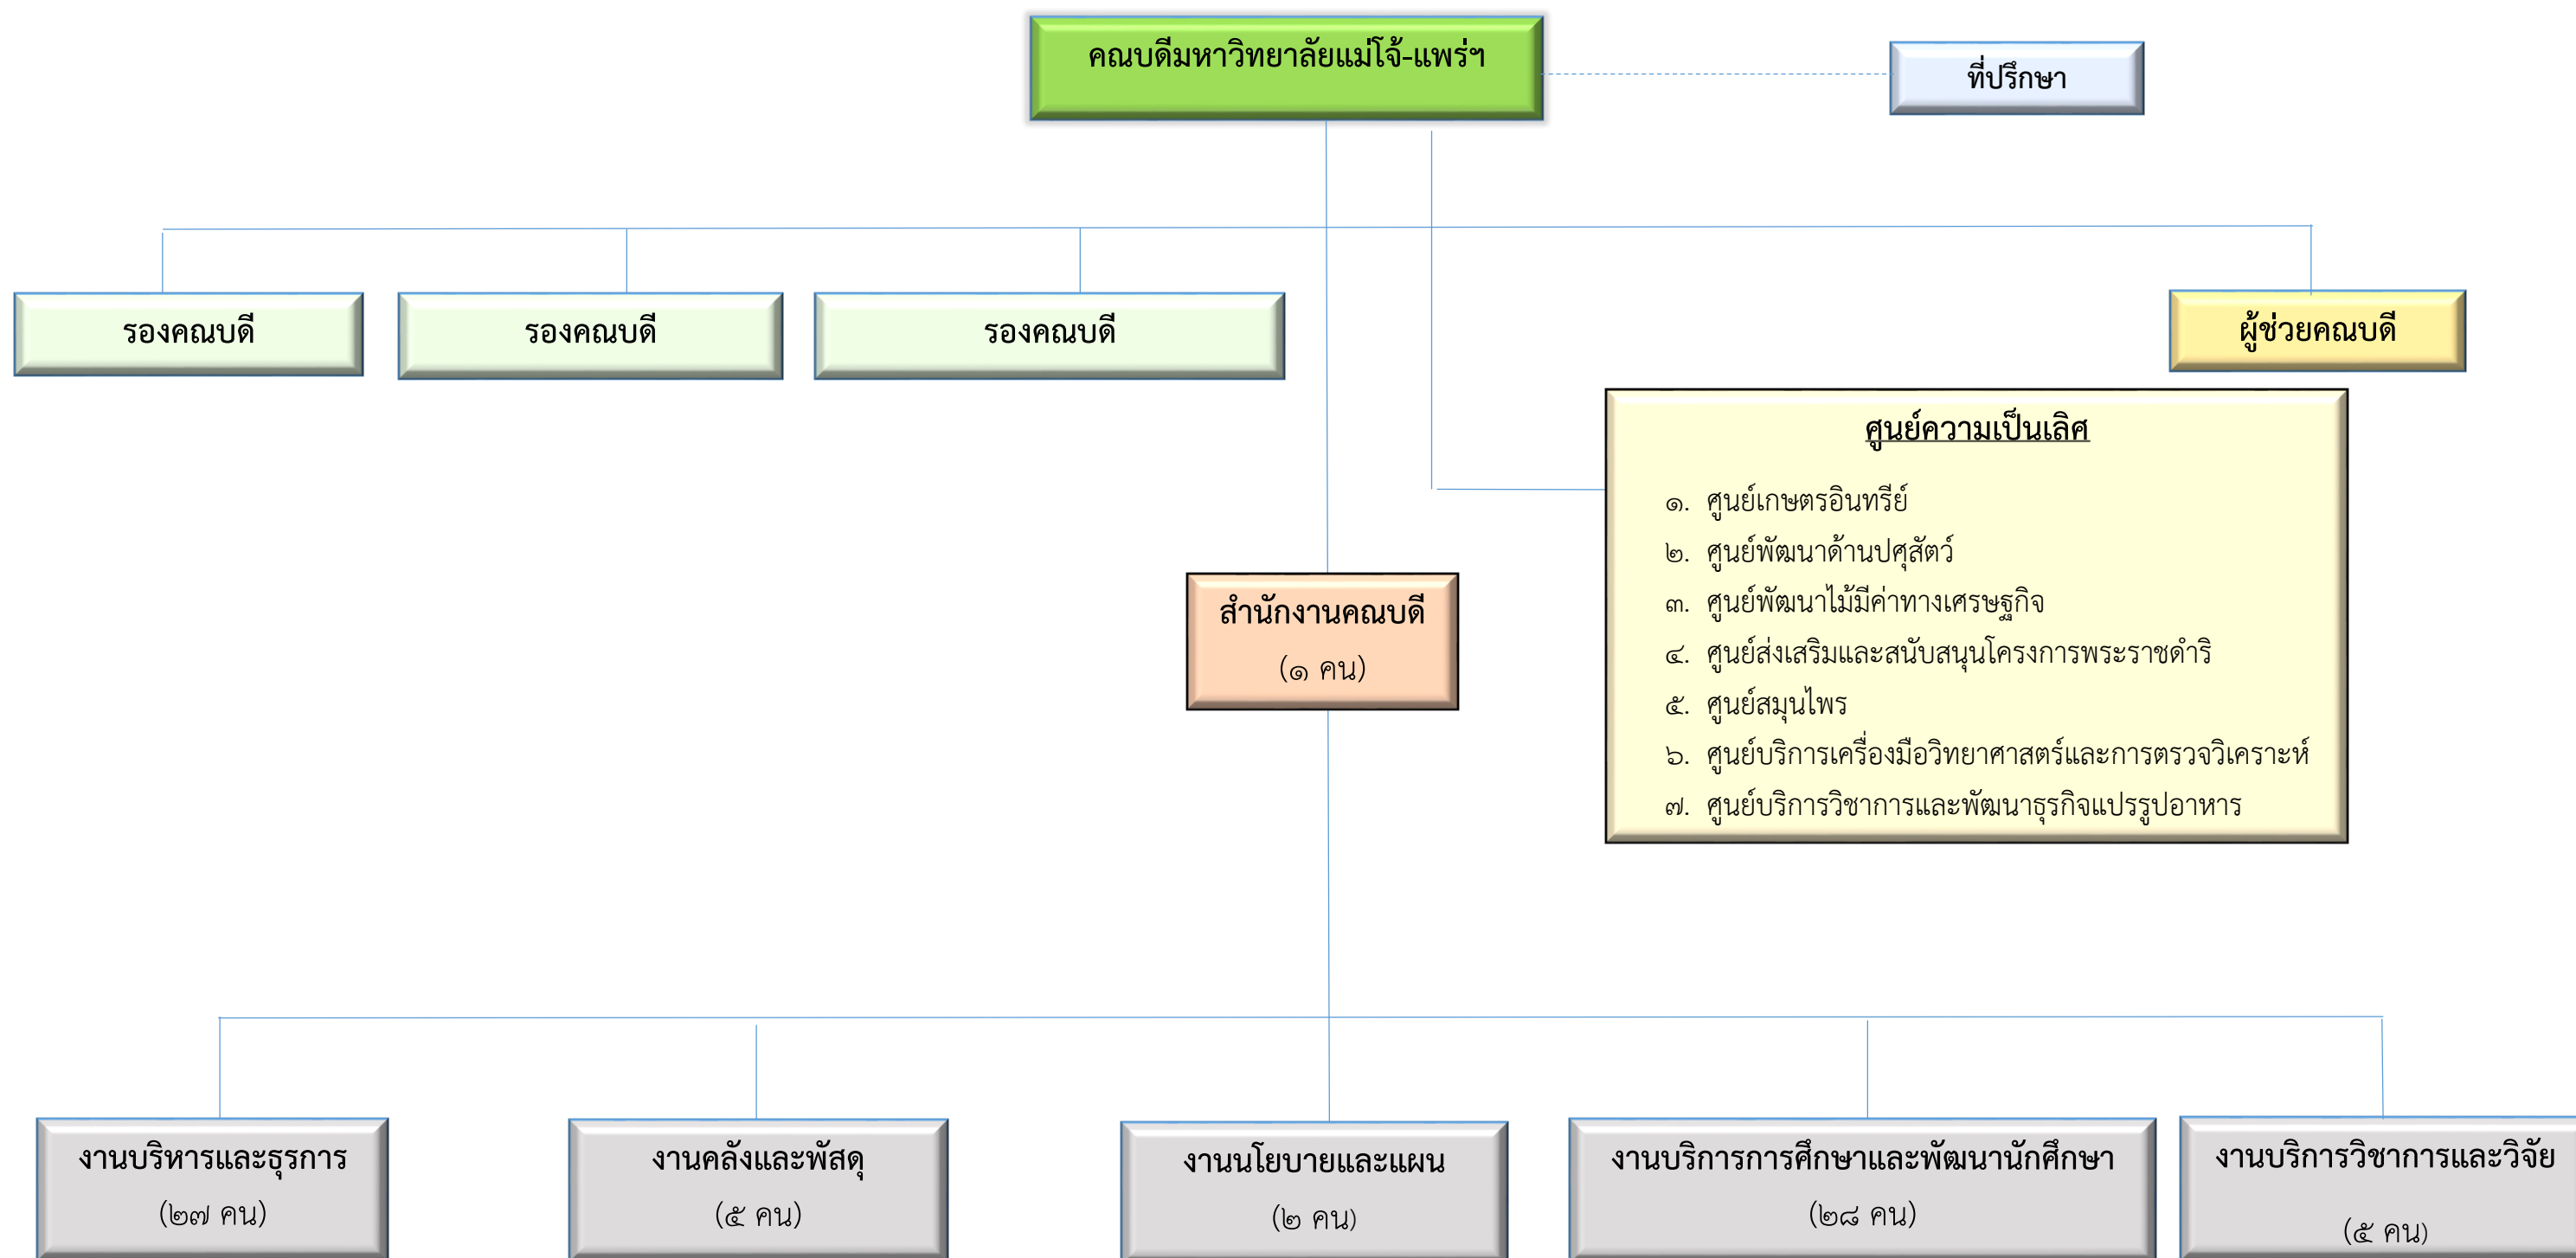 คณบดีมหาวิทยาลัยแม่โจ้-แพร่ฯ
ที่ปรึกษา
รองคณบดี
รองคณบดี
รองคณบดี
ผู้ช่วยคณบดี
ศูนย์ความเป็นเลิศ
๑. ศูนย์เกษตรอินทรีย์
๒. ศูนย์พัฒนาด้านปศุสัตว์
๓. ศูนย์พัฒนาไม้มีค่าทางเศรษฐกิจ
๔. ศูนย์ส่งเสริมและสนับสนุนโครงการพระราชดำริ
๕. ศูนย์สมุนไพร
๖. ศูนย์บริการเครื่องมือวิทยาศาสตร์และการตรวจวิเคราะห์
๗. ศูนย์บริการวิชาการและพัฒนาธุรกิจแปรรูปอาหาร
สำนักงานคณบดี
(๑ คน)
งานบริหารและธุรการ
(๒๗ คน)
งานคลังและพัสดุ
(๕ คน)
งานนโยบายและแผน
(๒ คน)
งานบริการการศึกษาและพัฒนานักศึกษา
(๒๘ คน)
งานบริการวิชาการและวิจัย
(๕ คน)